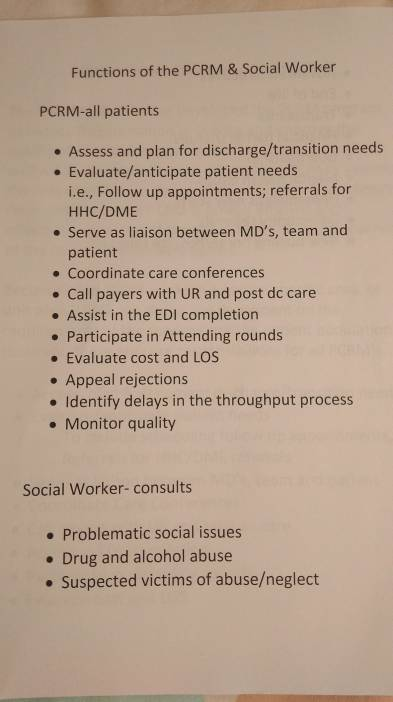 Functions of the PCRM & Social Worker
PCRM-all patients
• Assess and plan for discharge/transition needs
• Evaluate/anticipate patient needs
i.e., Follow up appointments; referrals for
HHC/DME
• Serve as liaison between MD's, team and
patient
• Coordinate care conferences
• Call payers with UR and post dc care
• Assist in the EDI completion
• Participate in Attending rounds
• Evaluate cost and LOS
• Appeal rejections
• Identify delays in the throughput process
• Monitor quality
Social Worker- consults
• Problematic social issues
• Drug and alcohol abuse
• Suspected victims of abuse/neglect